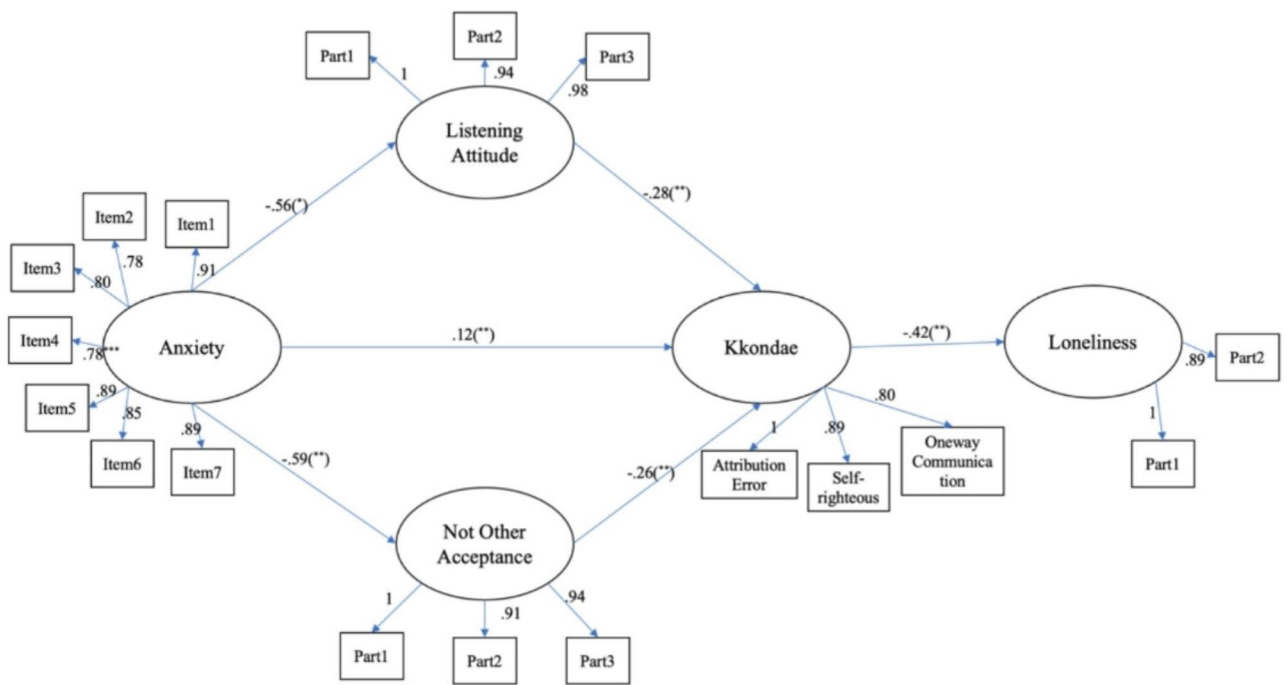 Part1
Part2
Part3
1
.94
.98
Listening
Attitude
-.56(*)
-.28(**)
Item2
Item1
Item3
.78
.91
.80
Item4
.78***
Anxiety
.12(**)
Kkondae
-.42(**)
Loneliness
.89
Part2
Item5
.89
.85
.89
Item6
Item7
-.59(**)
-.26(**)
1
.89
.80
Attribution
Error
Self-
righteous
Oneway
Communica
tion
1
Part1
Not Other
Acceptance
1
.91
.94
Part1
Part2
Part3